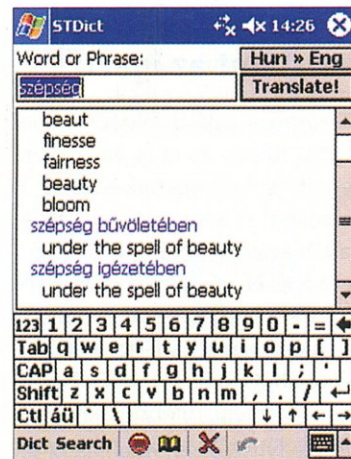 STDict 14:26
Word or Phrase: Hun » Eng
szépség Translate!
beaut
finesse
fairness
beauty
bloom
szépség bűvöletében
under the spell of beauty
szépség igézetében
under the spell of beauty
123 1 2 3 4 5 6 7 8 9 0 - =
Tab q w e r t y u i o p [ ]
CAP a s d f g h j k l ; '
Shift z x c v b n m , . /
Ctl áü ` \
Dict Search